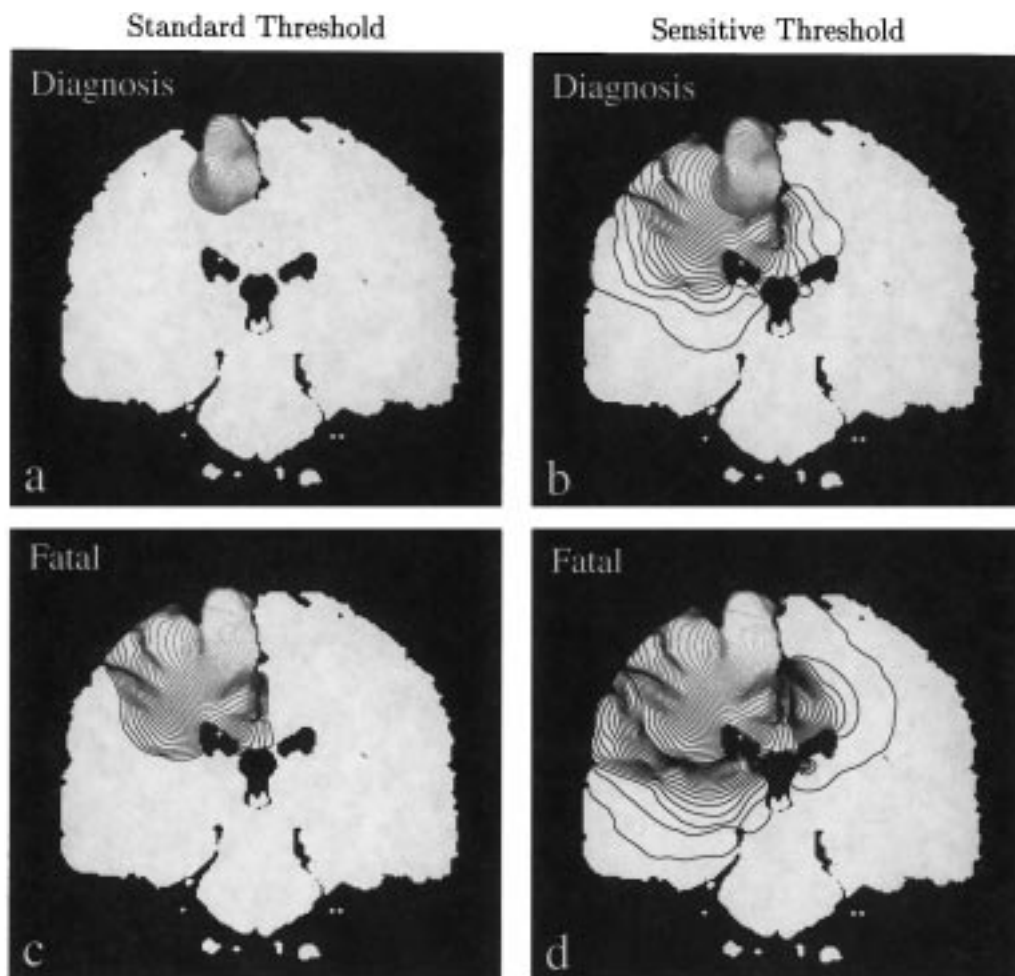 Standard Threshold
Sensitive Threshold
Diagnosis
Diagnosis
a
b
Fatal
Fatal
c
d